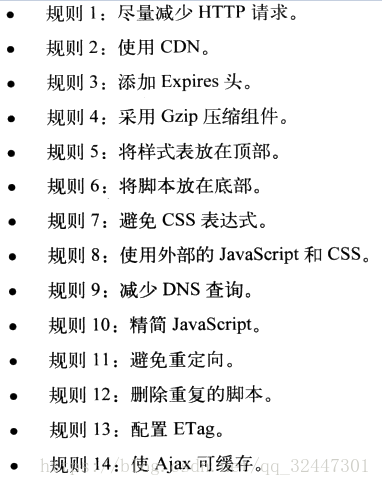 • 规则 1：尽量减少 HTTP 请求。
• 规则 2：使用 CDN。
• 规则 3：添加 Expires 头。
• 规则 4：采用 Gzip 压缩组件。
• 规则 5：将样式表放在顶部。
• 规则 6：将脚本放在底部。
• 规则 7：避免 CSS 表达式。
• 规则 8：使用外部的 JavaScript 和 CSS。
• 规则 9：减少 DNS 查询。
• 规则 10：精简 JavaScript。
• 规则 11：避免重定向。
• 规则 12：删除重复的脚本。
• 规则 13：配置 ETag。
• 规则 14：使 Ajax 可缓存。
https://blog.csdn.net/qq_32447301